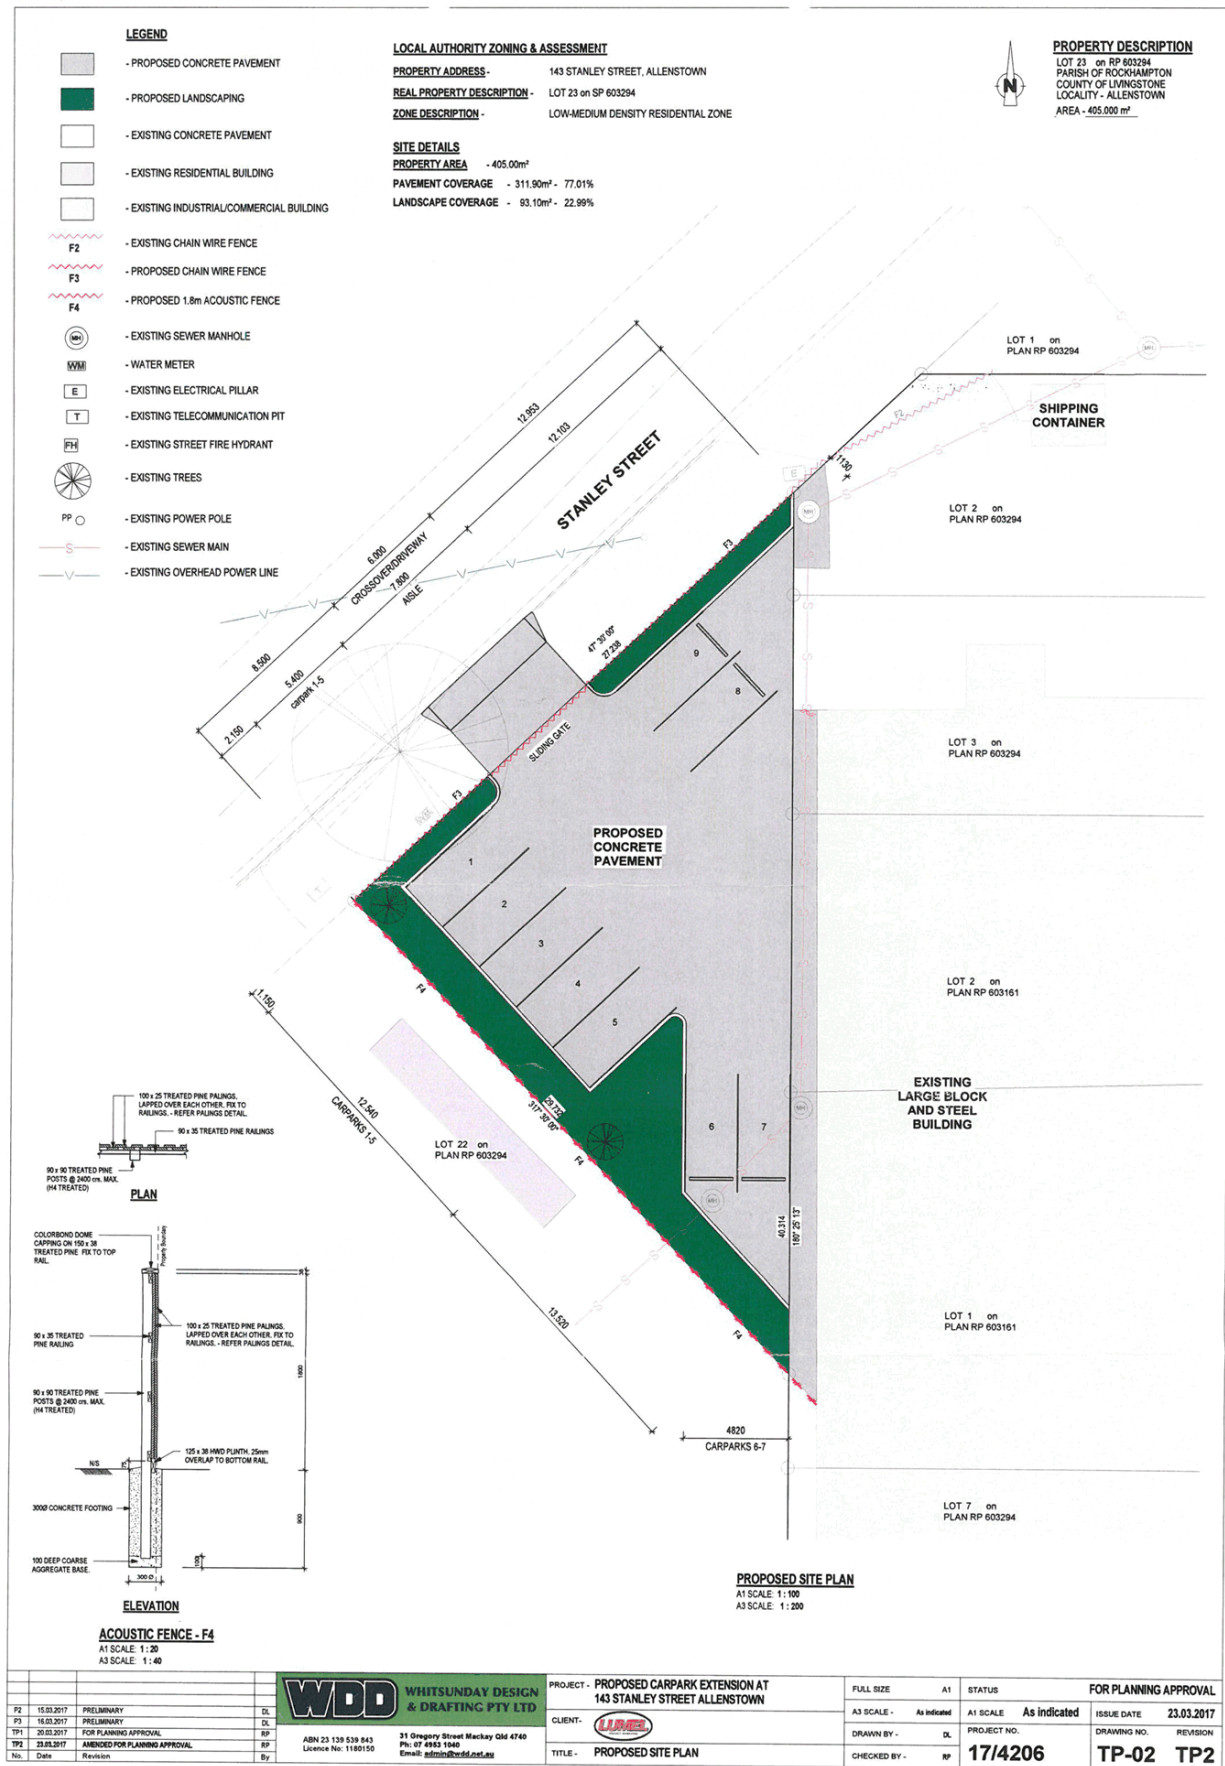 LEGEND
- PROPOSED CONCRETE PAVEMENT
- PROPOSED LANDSCAPING
- EXISTING CONCRETE PAVEMENT
- EXISTING RESIDENTIAL BUILDING
- EXISTING INDUSTRIAL/COMMERCIAL BUILDING
F2 - EXISTING CHAIN WIRE FENCE
F3 - PROPOSED CHAIN WIRE FENCE
F4 - PROPOSED 1.8m ACOUSTIC FENCE
MH - EXISTING SEWER MANHOLE
WM - WATER METER
E - EXISTING ELECTRICAL PILLAR
T - EXISTING TELECOMMUNICATION PIT
FH - EXISTING STREET FIRE HYDRANT
- EXISTING TREES
PP - EXISTING POWER POLE
S - EXISTING SEWER MAIN
V - EXISTING OVERHEAD POWER LINE
LOCAL AUTHORITY ZONING & ASSESSMENT
PROPERTY ADDRESS - 143 STANLEY STREET, ALLENSTOWN
REAL PROPERTY DESCRIPTION - LOT 23 on SP 603294
ZONE DESCRIPTION - LOW-MEDIUM DENSITY RESIDENTIAL ZONE
SITE DETAILS
PROPERTY AREA - 405.00m²
PAVEMENT COVERAGE - 311.90m² - 77.01%
LANDSCAPE COVERAGE - 93.10m² - 22.99%
N
PROPERTY DESCRIPTION
LOT 23 on RP 603294
PARISH OF ROCKHAMPTON
COUNTY OF LIVINGSTONE
LOCALITY - ALLENSTOWN
AREA - 405.000 m²
12.953
12.103
STANLEY STREET
6.000
CROSSOVER/DRIVEWAY
7.800
AISLE
8.500
5.400
carpark 1-5
2.150
LOT 1 on
PLAN RP 603294
SHIPPING
CONTAINER
F2
1130
E
MH
MH
LOT 2 on
PLAN RP 603294
F3
47° 30' 00"
27.238
SLIDING GATE
9
8
LOT 3 on
PLAN RP 603294
F3
T
PROPOSED
CONCRETE
PAVEMENT
1
2
3
4
5
F4
LOT 2 on
PLAN RP 603161
1.150
12.540
CARPARKS 1-5
29.732
317° 30' 00"
F4
LOT 22 on
PLAN RP 603294
EXISTING
LARGE BLOCK
AND STEEL
BUILDING
MH
6
7
MH
40.314
180° 25' 13"
13.520
F4
LOT 1 on
PLAN RP 603161
4820
CARPARKS 6-7
LOT 7 on
PLAN RP 603294
100 x 25 TREATED PINE PALINGS,
LAPPED OVER EACH OTHER. FIX TO
RAILINGS. - REFER PALINGS DETAIL.
90 x 35 TREATED PINE RAILINGS
90 x 90 TREATED PINE
POSTS @ 2400 crs. MAX.
(H4 TREATED)
PLAN
COLORBOND DOME
CAPPING ON 150 x 38
TREATED PINE FIX TO TOP
RAIL.
Property Boundary
38
100 x 25 TREATED PINE PALINGS,
LAPPED OVER EACH OTHER. FIX TO
RAILINGS. - REFER PALINGS DETAIL.
90 x 35 TREATED
PINE RAILING
1800
90 x 90 TREATED PINE
POSTS @ 2400 crs. MAX.
(H4 TREATED)
125 x 38 HWD PLINTH. 25mm
OVERLAP TO BOTTOM RAIL.
N/S
75
300Ø CONCRETE FOOTING
900
100 DEEP COARSE
AGGREGATE BASE.
100
300 Ø
ELEVATION
ACOUSTIC FENCE - F4
A1 SCALE: 1 : 20
A3 SCALE: 1 : 40
PROPOSED SITE PLAN
A1 SCALE: 1 : 100
A3 SCALE: 1 : 200
P2 15.03.2017 PRELIMINARY DL
P3 16.03.2017 PRELIMINARY DL
TP1 20.03.2017 FOR PLANNING APPROVAL RP
TP2 23.03.2017 AMENDED FOR PLANNING APPROVAL RP
No. Date Revision By
WDD WHITSUNDAY DESIGN
& DRAFTING PTY LTD
ABN 23 139 539 843
Licence No: 1180150
31 Gregory Street Mackay Qld 4740
Ph: 07 4953 1040
Email: admin@wdd.net.au
PROJECT - PROPOSED CARPARK EXTENSION AT
143 STANLEY STREET ALLENSTOWN
CLIENT- LUMEL
TITLE - PROPOSED SITE PLAN
FULL SIZE A1
A3 SCALE - As indicated
DRAWN BY - DL
CHECKED BY - RP
STATUS FOR PLANNING APPROVAL
A1 SCALE As indicated
ISSUE DATE 23.03.2017
PROJECT NO.
17/4206
DRAWING NO.
TP-02
REVISION
TP2